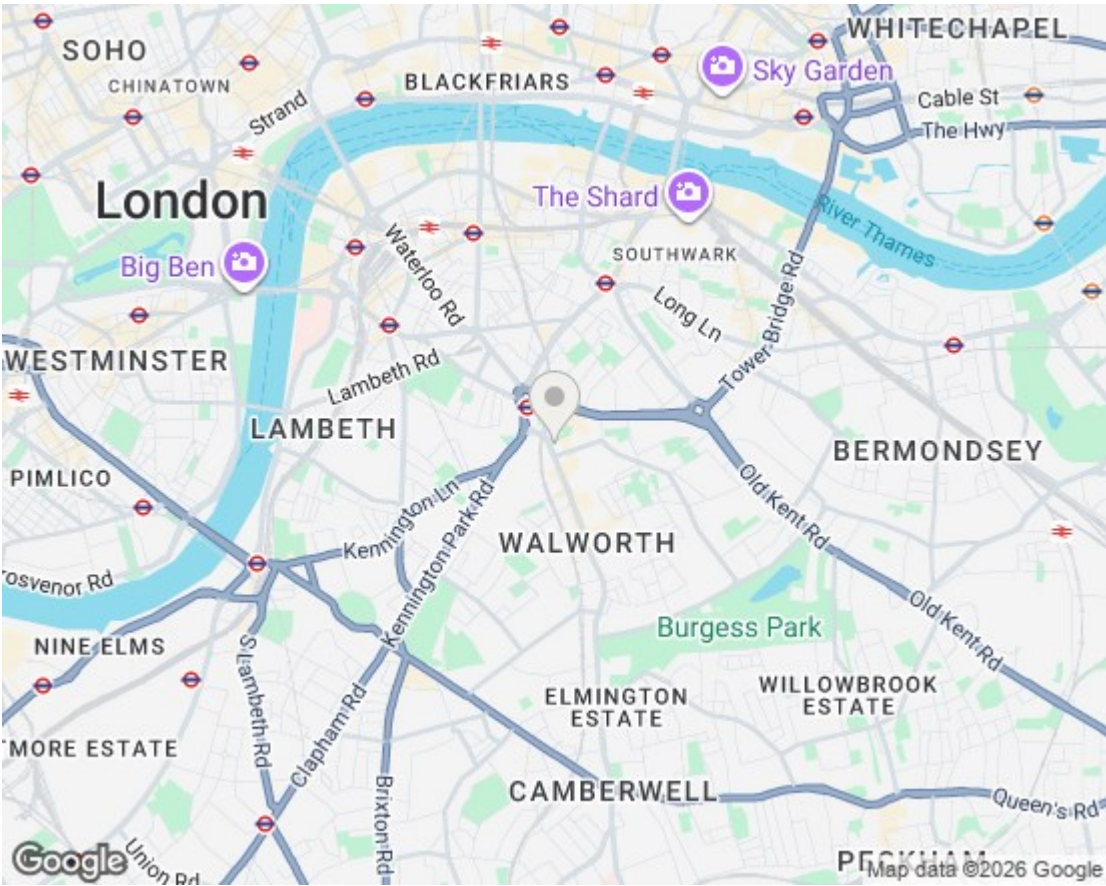 WHITECHAPEL
SOHO
CHINATOWN
BLACKFRIARS
Sky Garden
Cable St
Strand
The Hwy
London
The Shard
River Thames
Waterloo Rd
SOUTHWARK
Big Ben
Long Ln
Tower Bridge Rd
WESTMINSTER
Lambeth Rd
LAMBETH
BERMONDSEY
PIMLICO
Old Kent Rd
Kennington Ln
Kennington Park Rd
WALWORTH
rosvenor Rd
Old Kent Rd
Burgess Park
NINE ELMS
S Lambeth Rd
Clapham Rd
ELMINGTON
ESTATE
WILLOWBROOK
ESTATE
TMORE ESTATE
Brixton Rd
CAMBERWELL
Queen's Rd
Union Rd
Google
PECKHAM
Map data ©2026 Google